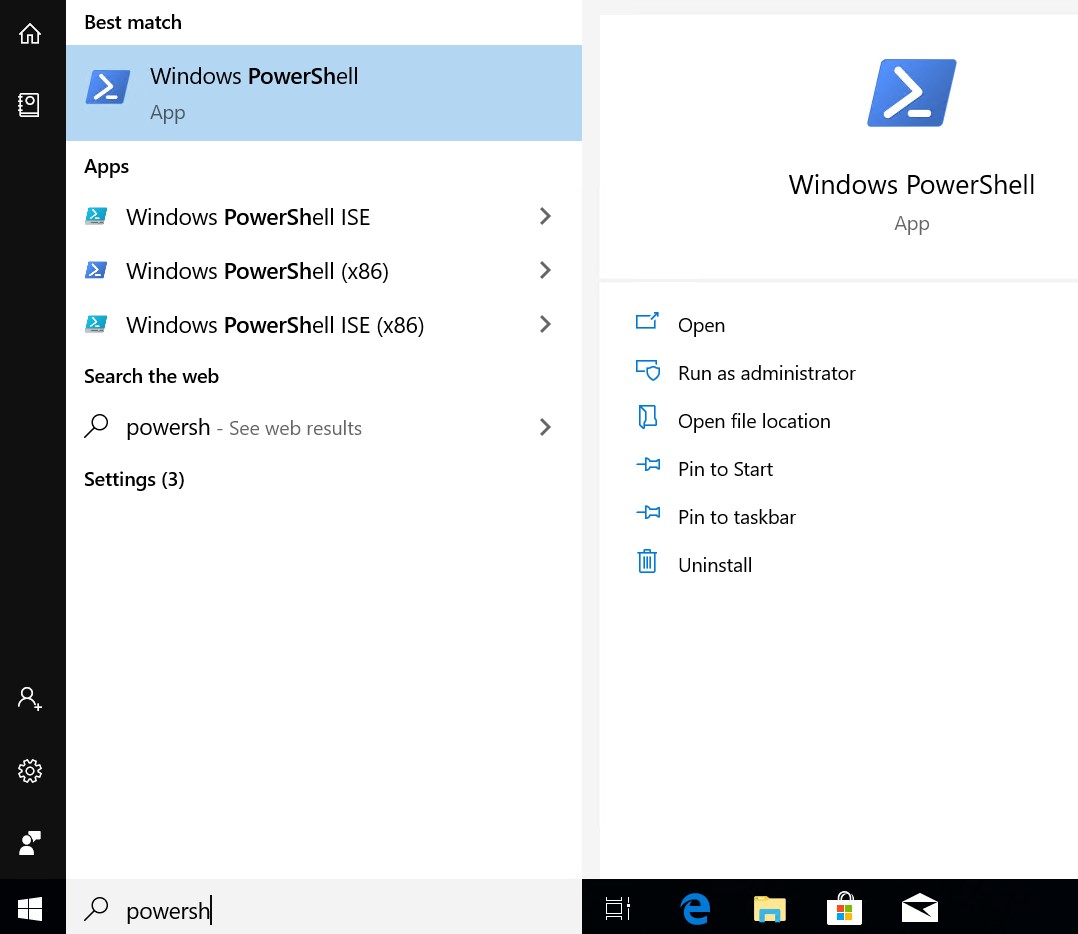 Best match
Windows PowerShell
App
Apps
Windows PowerShell ISE
Windows PowerShell (x86)
Windows PowerShell ISE (x86)
Search the web
powersh - See web results
Settings (3)
powersh
Windows PowerShell
App
Open
Run as administrator
Open file location
Pin to Start
Pin to taskbar
Uninstall